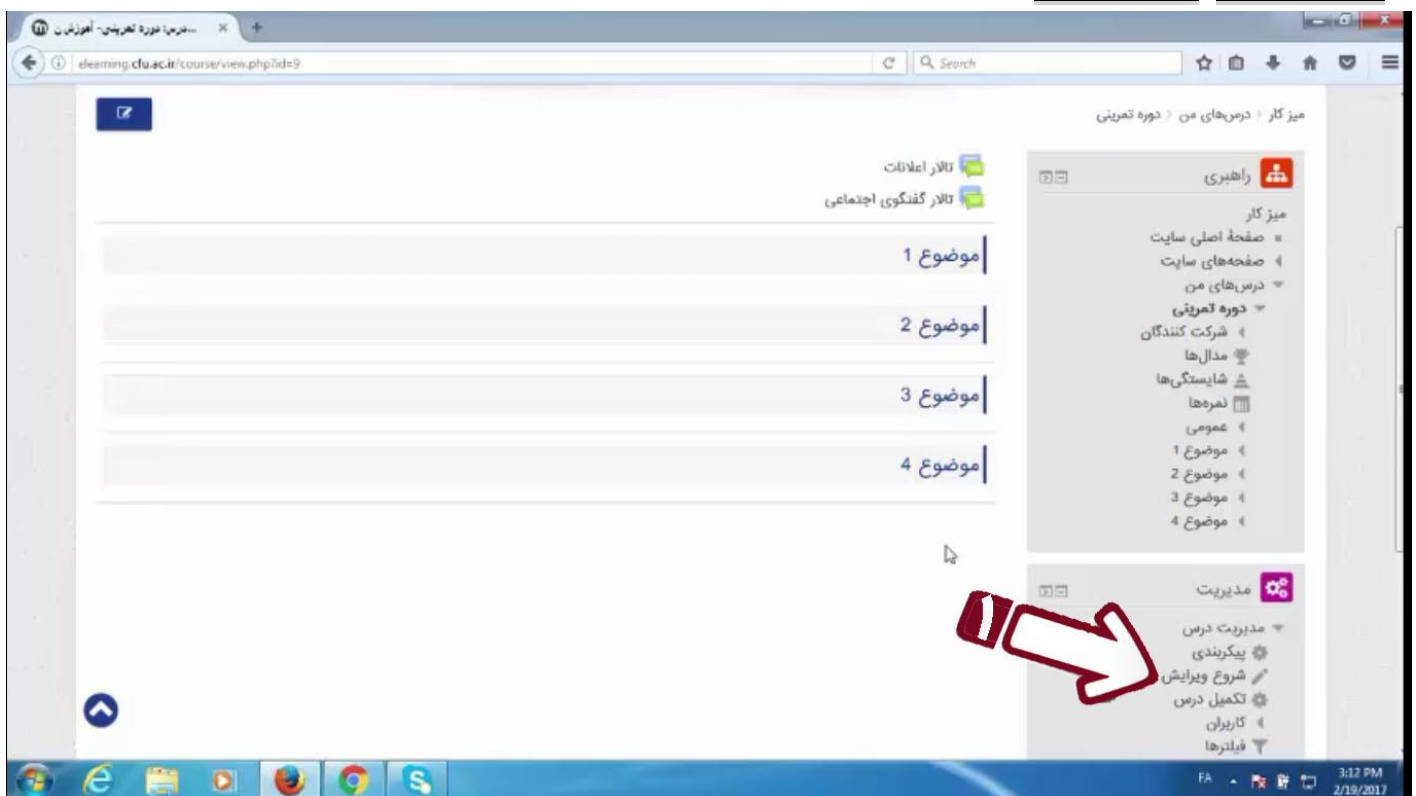 درس: دوره تمرینی- آموزش ن...
elearning.cfu.ac.ir/course/view.php?id=9
Search
میز کار
درس‌های من
دوره تمرینی
تالار اعلانات
تالار گفتگوی اجتماعی
موضوع 1
موضوع 2
موضوع 3
موضوع 4
راهبری
میز کار
صفحهٔ اصلی سایت
صفحه‌های سایت
درس‌های من
دوره تمرینی
شرکت کنندگان
مدال‌ها
شایستگی‌ها
نمره‌ها
عمومی
موضوع 1
موضوع 2
موضوع 3
موضوع 4
مدیریت
مدیریت درس
پیکربندی
شروع ویرایش
تکمیل درس
کاربران
فیلترها
FA
3:12 PM
2/19/2017